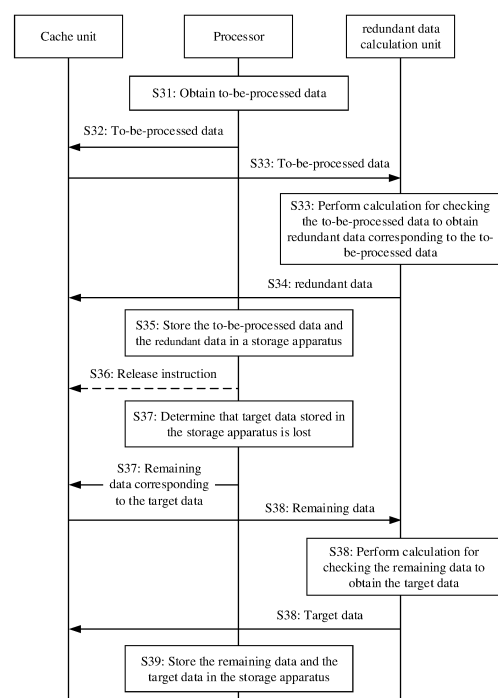 Cache unit
Processor
redundant data
calculation unit
S31: Obtain to-be-processed data
S32: To-be-processed data
S33: To-be-processed data
S33: Perform calculation for checking
the to-be-processed data to obtain
redundant data corresponding to the to-
be-processed data
S34: redundant data
S35: Store the to-be-processed data and
the redundant data in a storage apparatus
S36: Release instruction
S37: Determine that target data stored in
the storage apparatus is lost
S37: Remaining
data corresponding
to the target data
S38: Remaining data
S38: Perform calculation for
checking the remaining data to
obtain the target data
S38: Target data
S39: Store the remaining data and the
target data in the storage apparatus